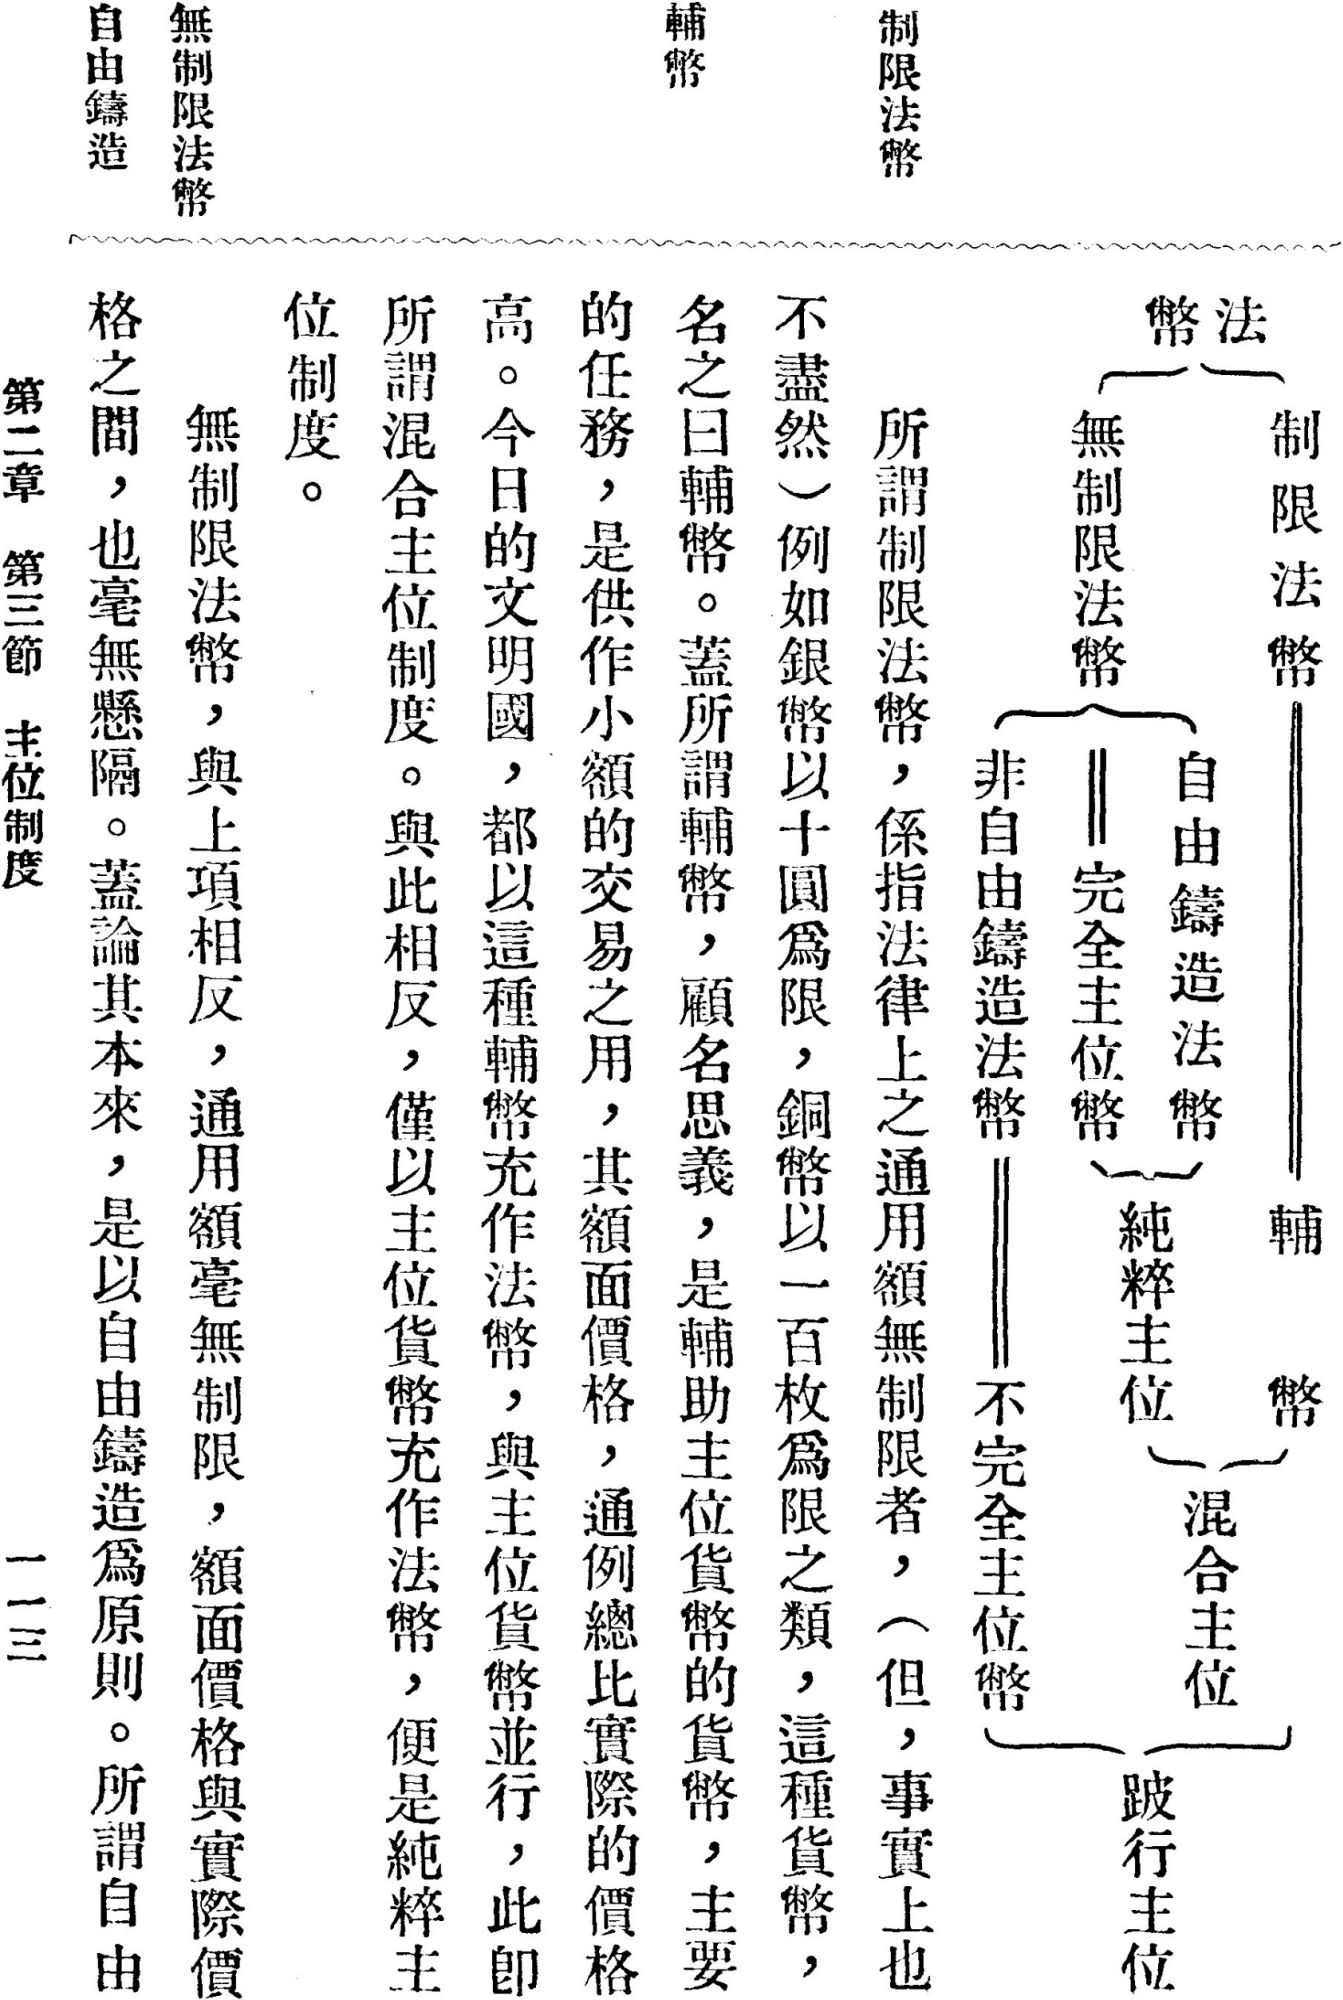 制限法幣
輔幣
無制限法幣
自由鑄造
法幣
制限法幣
輔幣
無制限法幣
自由鑄造法幣
完全主位幣
非自由鑄造法幣
不完全主位幣
純粹主位
混合主位
跛行主位
所謂制限法幣,係指法律上之通用額無制限者,(但,事實上也
不盡然)例如銀幣以十圓爲限,銅幣以一百枚爲限之類,這種貨幣,
名之曰輔幣。蓋所謂輔幣,顧名思義,是輔助主位貨幣的貨幣,主要
的任務,是供作小額的交易之用,其額面價格,通例總比實際的價格
高。今日的文明國,都以這種輔幣充作法幣,與主位貨幣並行,此卽
所謂混合主位制度。與此相反,僅以主位貨幣充作法幣,便是純粹主
位制度。
無制限法幣,與上項相反,通用額毫無制限,額面價格與實際價
格之間,也毫無懸隔。蓋論其本來,是以自由鑄造爲原則。所謂自由
第二章 第三節 主位制度 一一三